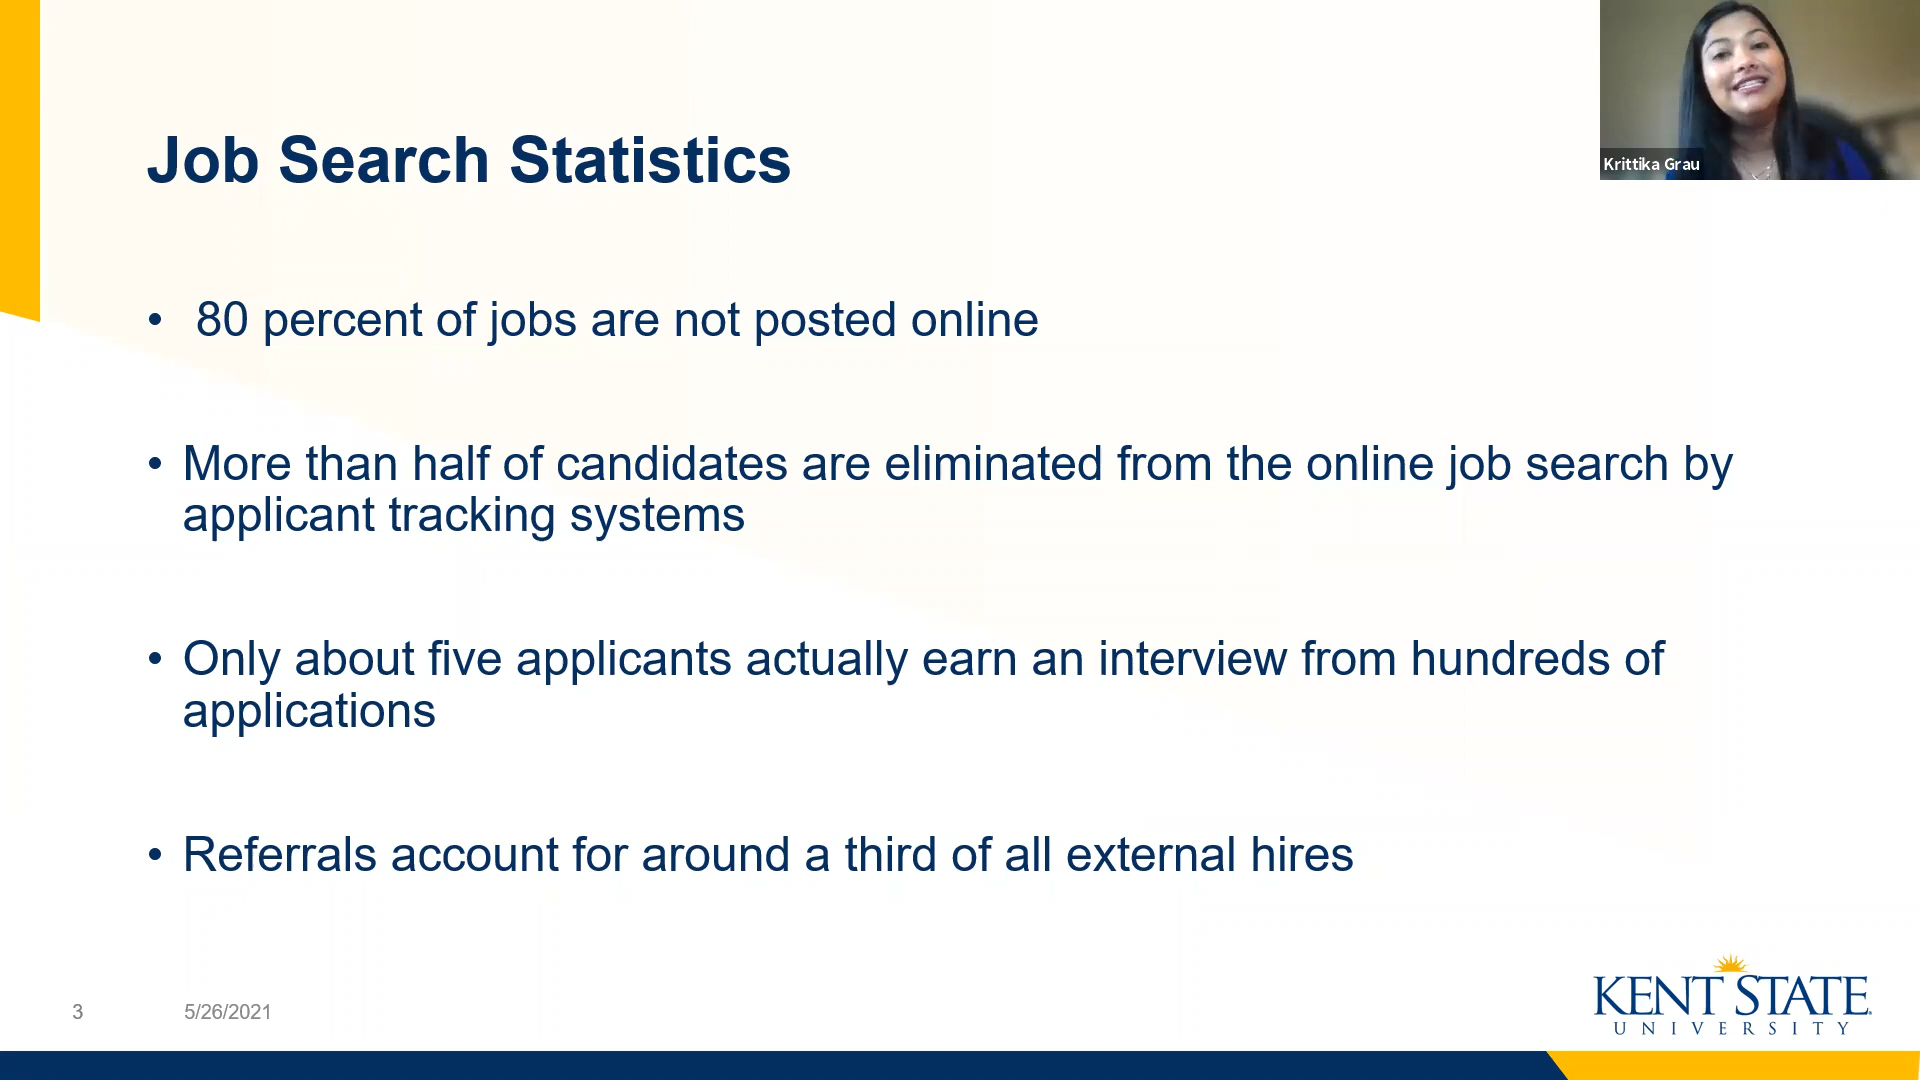 Krittika Grau
Job Search Statistics
• 80 percent of jobs are not posted online
• More than half of candidates are eliminated from the online job search by
applicant tracking systems
• Only about five applicants actually earn an interview from hundreds of
applications
• Referrals account for around a third of all external hires
3
5/26/2021
KENT STATE
UNIVERSITY